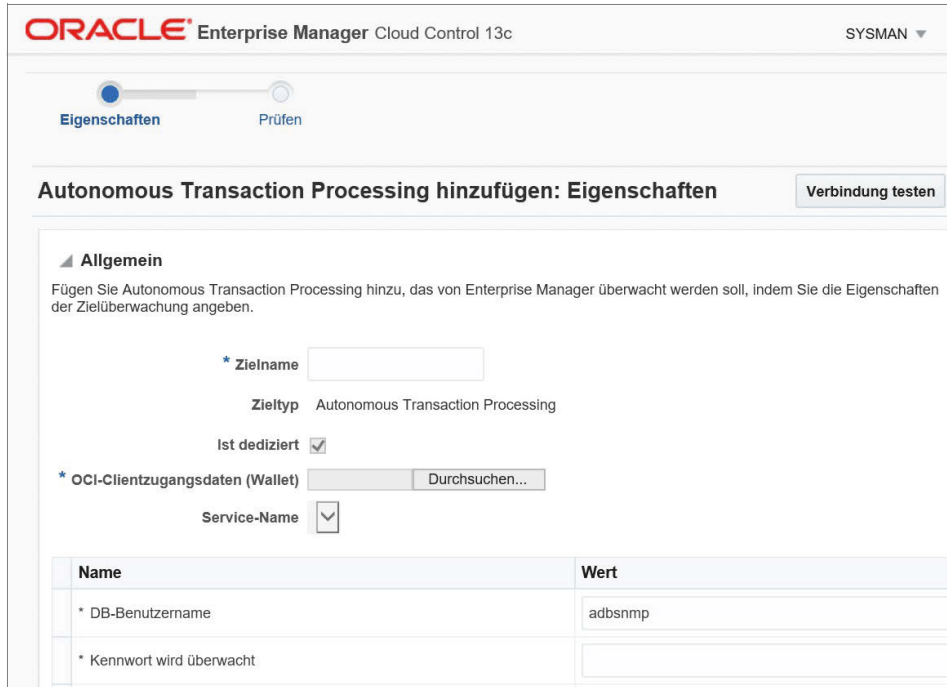 ORACLE® Enterprise Manager Cloud Control 13c SYSMAN
Eigenschaften Prüfen
Autonomous Transaction Processing hinzufügen: Eigenschaften Verbindung testen
Allgemein
Fügen Sie Autonomous Transaction Processing hinzu, das von Enterprise Manager überwacht werden soll, indem Sie die Eigenschaften
der Zielüberwachung angeben.
* Zielname
Zieltyp Autonomous Transaction Processing
Ist dediziert
* OCI-Clientzugangsdaten (Wallet) Durchsuchen...
Service-Name
Name Wert
* DB-Benutzername adbsnmp
* Kennwort wird überwacht